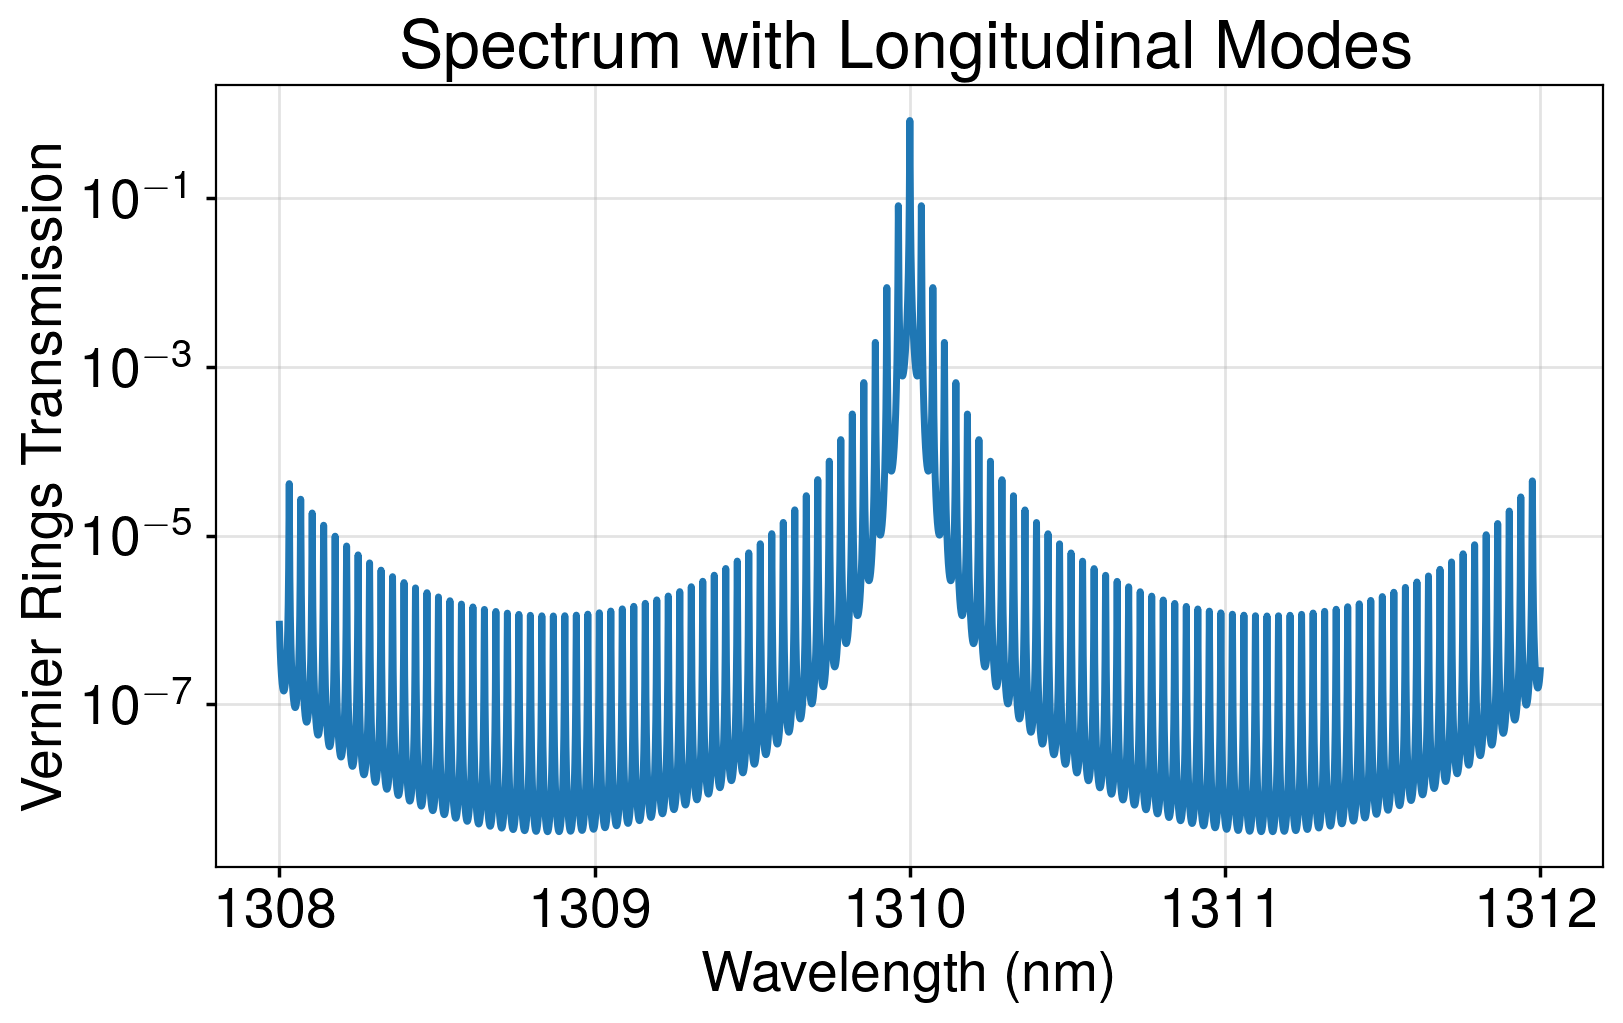 Spectrum with Longitudinal Modes
Vernier Rings Transmission
10⁻¹
10⁻³
10⁻⁵
10⁻⁷
1308 1309 1310 1311 1312
Wavelength (nm)